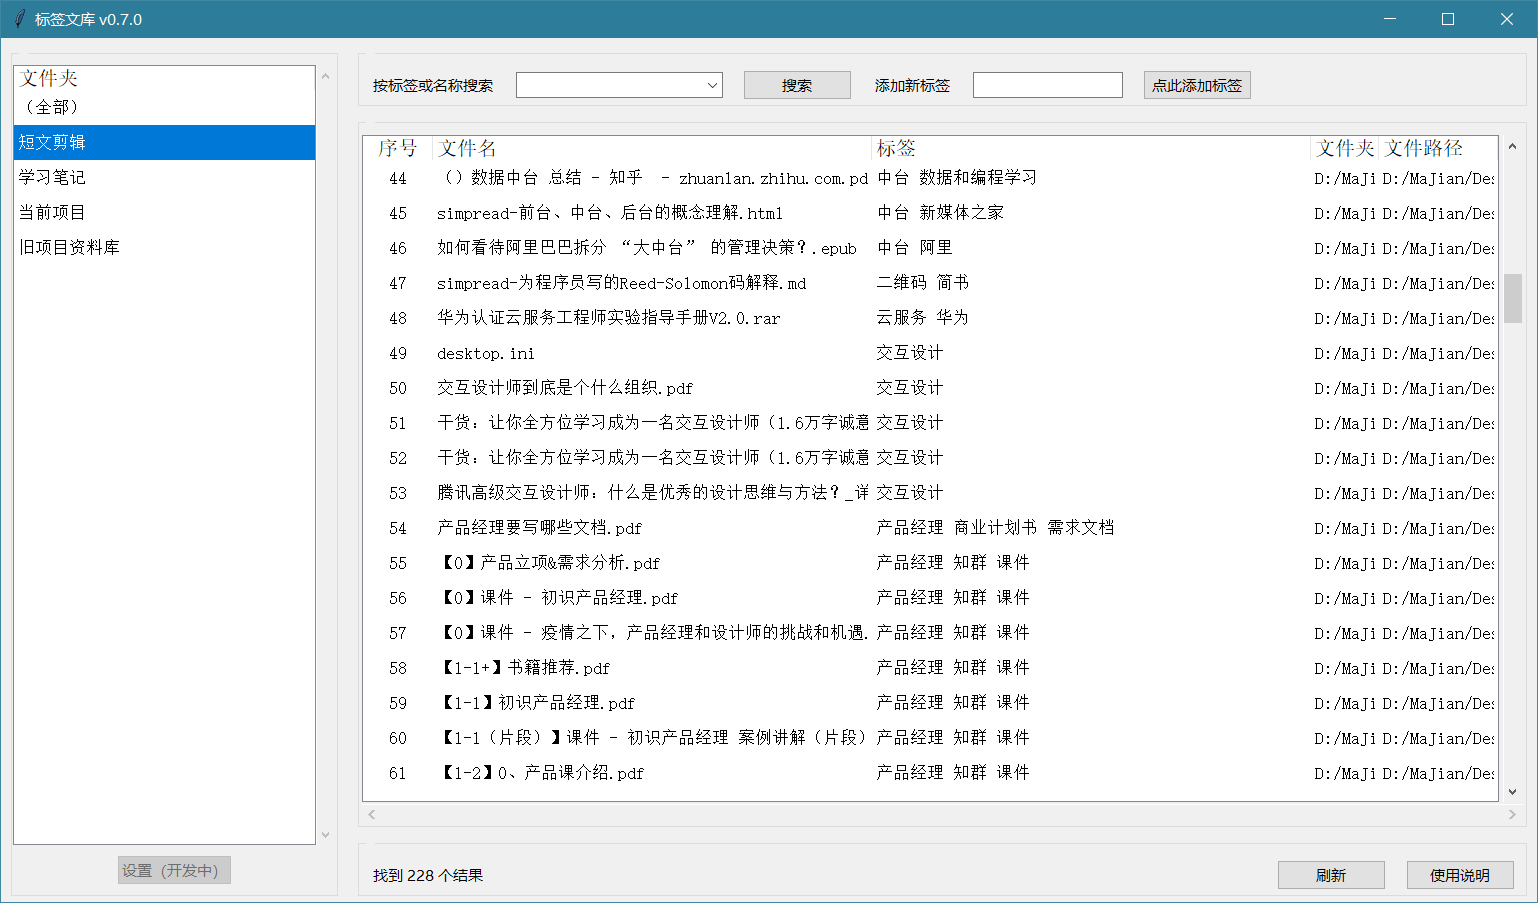 标签文库 v0.7.0
文件夹
（全部）
短文剪辑
学习笔记
当前项目
旧项目资料库
设置（开发中）
按标签或名称搜索 搜索 添加新标签 点此添加标签
序号 文件名 标签 文件夹 文件路径
44 （）数据中台 总结 - 知乎  - zhuanlan.zhihu.com.pd 中台 数据和编程学习 D:/MaJi D:/MaJian/Des
45 simpread-前台、中台、后台的概念理解.html 中台 新媒体之家 D:/MaJi D:/MaJian/Des
46 如何看待阿里巴巴拆分 “大中台” 的管理决策？.epub 中台 阿里 D:/MaJi D:/MaJian/Des
47 simpread-为程序员写的Reed-Solomon码解释.md 二维码 简书 D:/MaJi D:/MaJian/Des
48 华为认证云服务工程师实验指导手册V2.0.rar 云服务 华为 D:/MaJi D:/MaJian/Des
49 desktop.ini 交互设计 D:/MaJi D:/MaJian/Des
50 交互设计师到底是个什么组织.pdf 交互设计 D:/MaJi D:/MaJian/Des
51 干货：让你全方位学习成为一名交互设计师（1.6万字诚意 交互设计 D:/MaJi D:/MaJian/Des
52 干货：让你全方位学习成为一名交互设计师（1.6万字诚意 交互设计 D:/MaJi D:/MaJian/Des
53 腾讯高级交互设计师：什么是优秀的设计思维与方法？_详 交互设计 D:/MaJi D:/MaJian/Des
54 产品经理要写哪些文档.pdf 产品经理 商业计划书 需求文档 D:/MaJi D:/MaJian/Des
55 【0】产品立项&需求分析.pdf 产品经理 知群 课件 D:/MaJi D:/MaJian/Des
56 【0】课件 - 初识产品经理.pdf 产品经理 知群 课件 D:/MaJi D:/MaJian/Des
57 【0】课件 - 疫情之下，产品经理和设计师的挑战和机遇. 产品经理 知群 课件 D:/MaJi D:/MaJian/Des
58 【1-1+】书籍推荐.pdf 产品经理 知群 课件 D:/MaJi D:/MaJian/Des
59 【1-1】初识产品经理.pdf 产品经理 知群 课件 D:/MaJi D:/MaJian/Des
60 【1-1（片段）】课件 - 初识产品经理 案例讲解（片段） 产品经理 知群 课件 D:/MaJi D:/MaJian/Des
61 【1-2】0、产品课介绍.pdf 产品经理 知群 课件 D:/MaJi D:/MaJian/Des
找到 228 个结果 刷新 使用说明